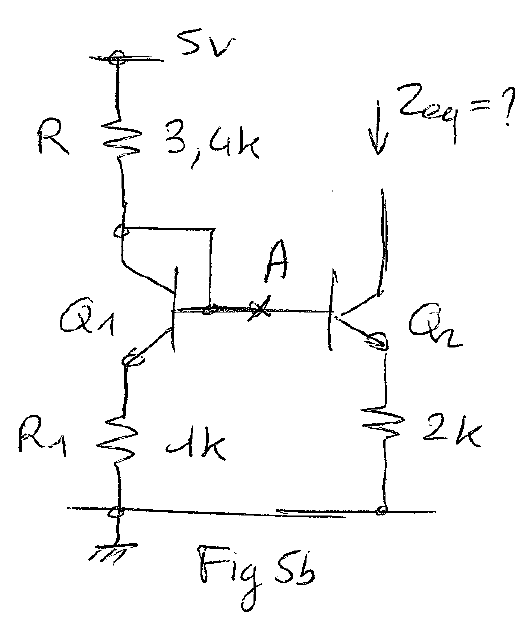 5V
R 3,4k
Zeq = ?
A
Q1
Q2
R1 1k
2k
Fig 5b